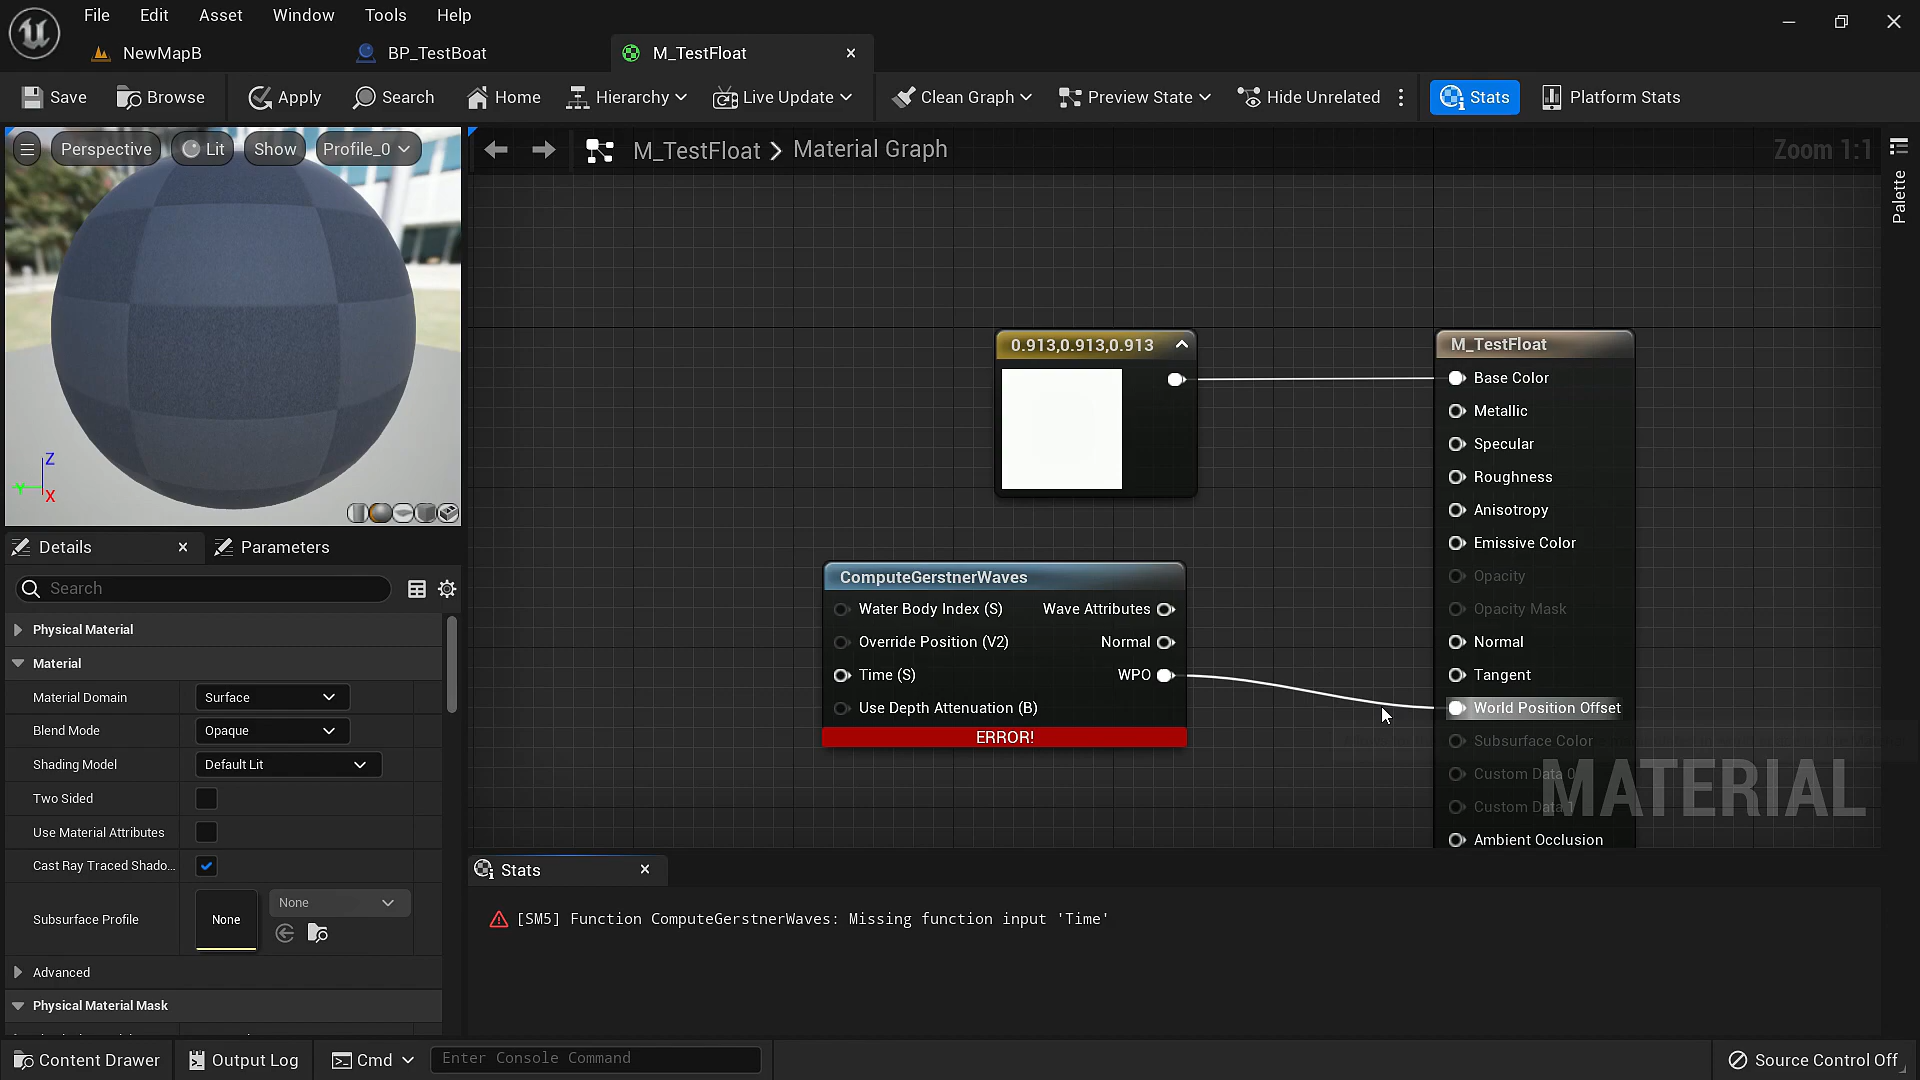 File Edit Asset Window Tools Help
NewMapB BP_TestBoat M_TestFloat
Save Browse Apply Search Home Hierarchy Live Update Clean Graph Preview State Hide Unrelated Stats Platform Stats
Perspective Lit Show Profile_0
M_TestFloat Material Graph
Zoom 1:1
Palette
Z
Y
X
0.913,0.913,0.913
M_TestFloat
Base Color
Metallic
Specular
Roughness
Anisotropy
Emissive Color
Opacity
Opacity Mask
Normal
Tangent
World Position Offset
Subsurface Color
Custom Data 0
Custom Data 1
Ambient Occlusion
MATERIAL
ComputeGerstnerWaves
Water Body Index (S) Wave Attributes
Override Position (V2) Normal
Time (S) WPO
Use Depth Attenuation (B)
ERROR!
Details Parameters
Search
Physical Material
Material
Material Domain Surface
Blend Mode Opaque
Shading Model Default Lit
Two Sided
Use Material Attributes
Cast Ray Traced Shado...
Subsurface Profile None None
Advanced
Physical Material Mask
Stats
[SM5] Function ComputeGerstnerWaves: Missing function input 'Time'
Content Drawer Output Log Cmd Enter Console Command Source Control Off